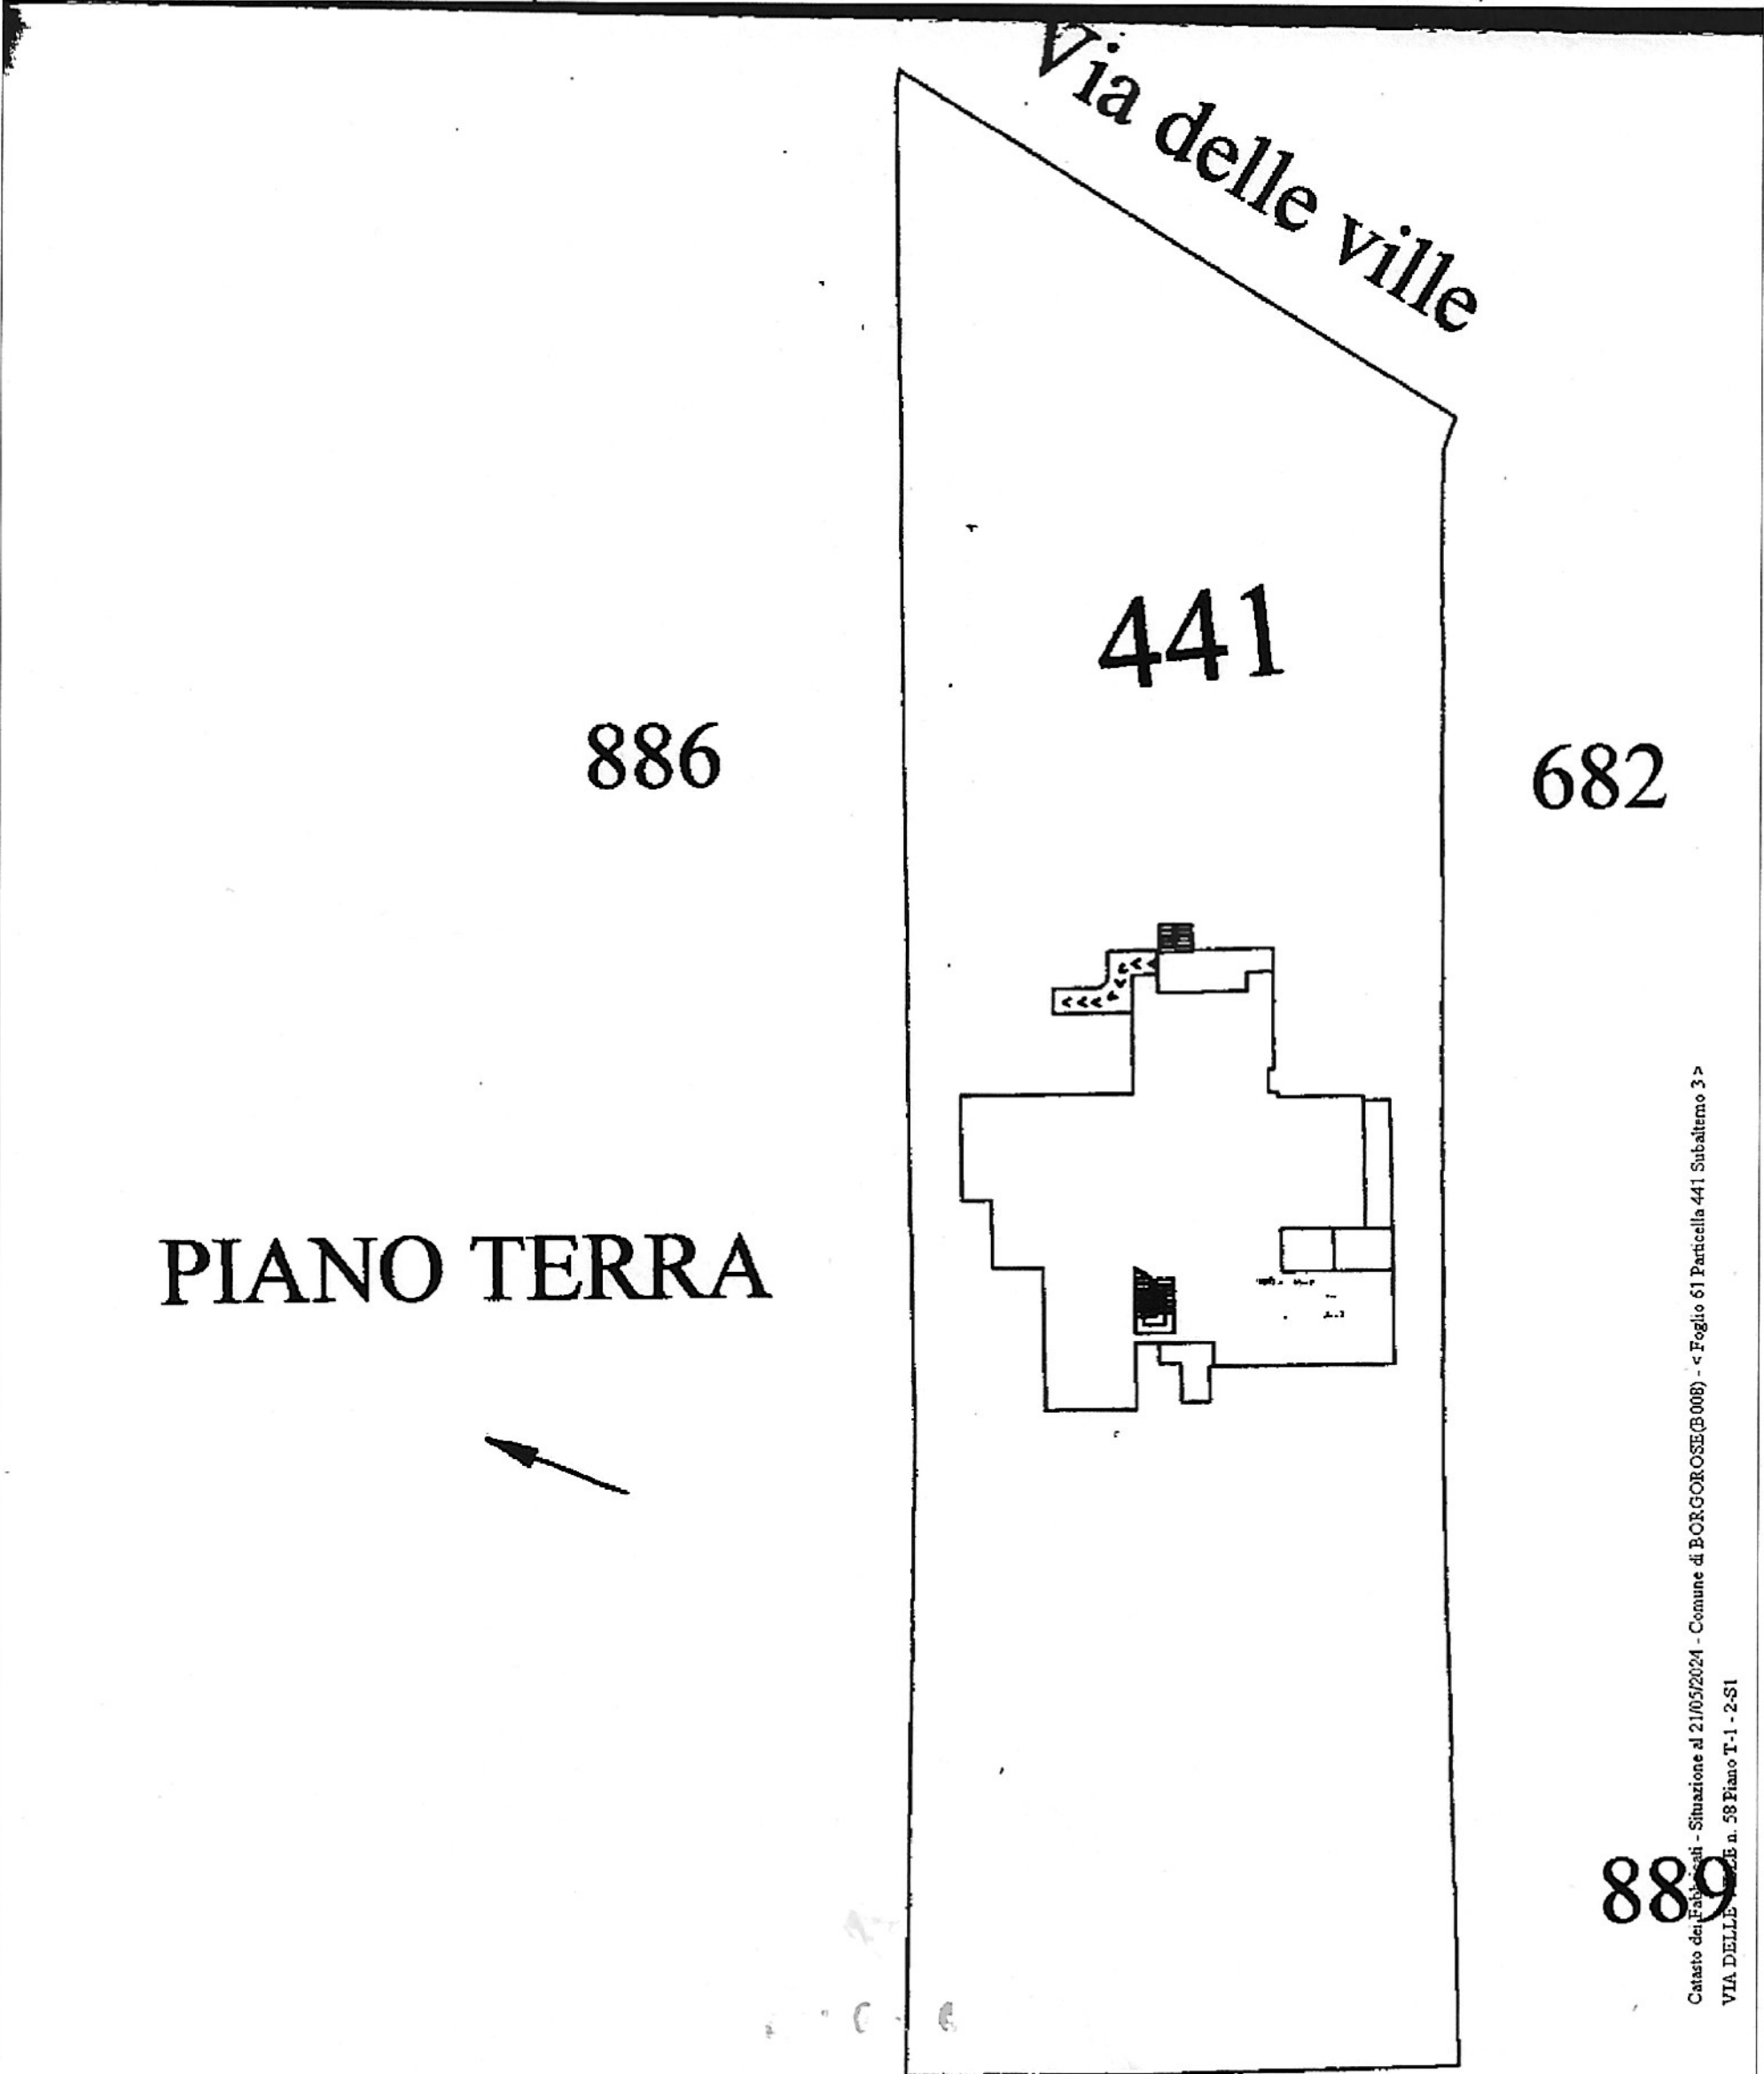 Via delle ville
441
886
682
PIANO TERRA
889
Catasto dei Fabbricati - Situazione al 21/05/2024 - Comune di BORGOROSE(B008) - < Foglio 61 Particella 441 Subalterno 3 >
VIA DELLE VILLE n. 58 Piano T-1 - 2-S1